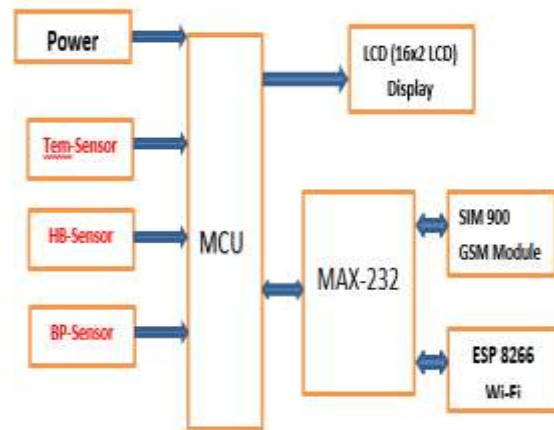 Power
LCD (16x2 LCD)
Display
Tem-Sensor
HB-Sensor
BP-Sensor
MCU
MAX-232
SIM 900
GSM Module
ESP 8266
Wi-Fi